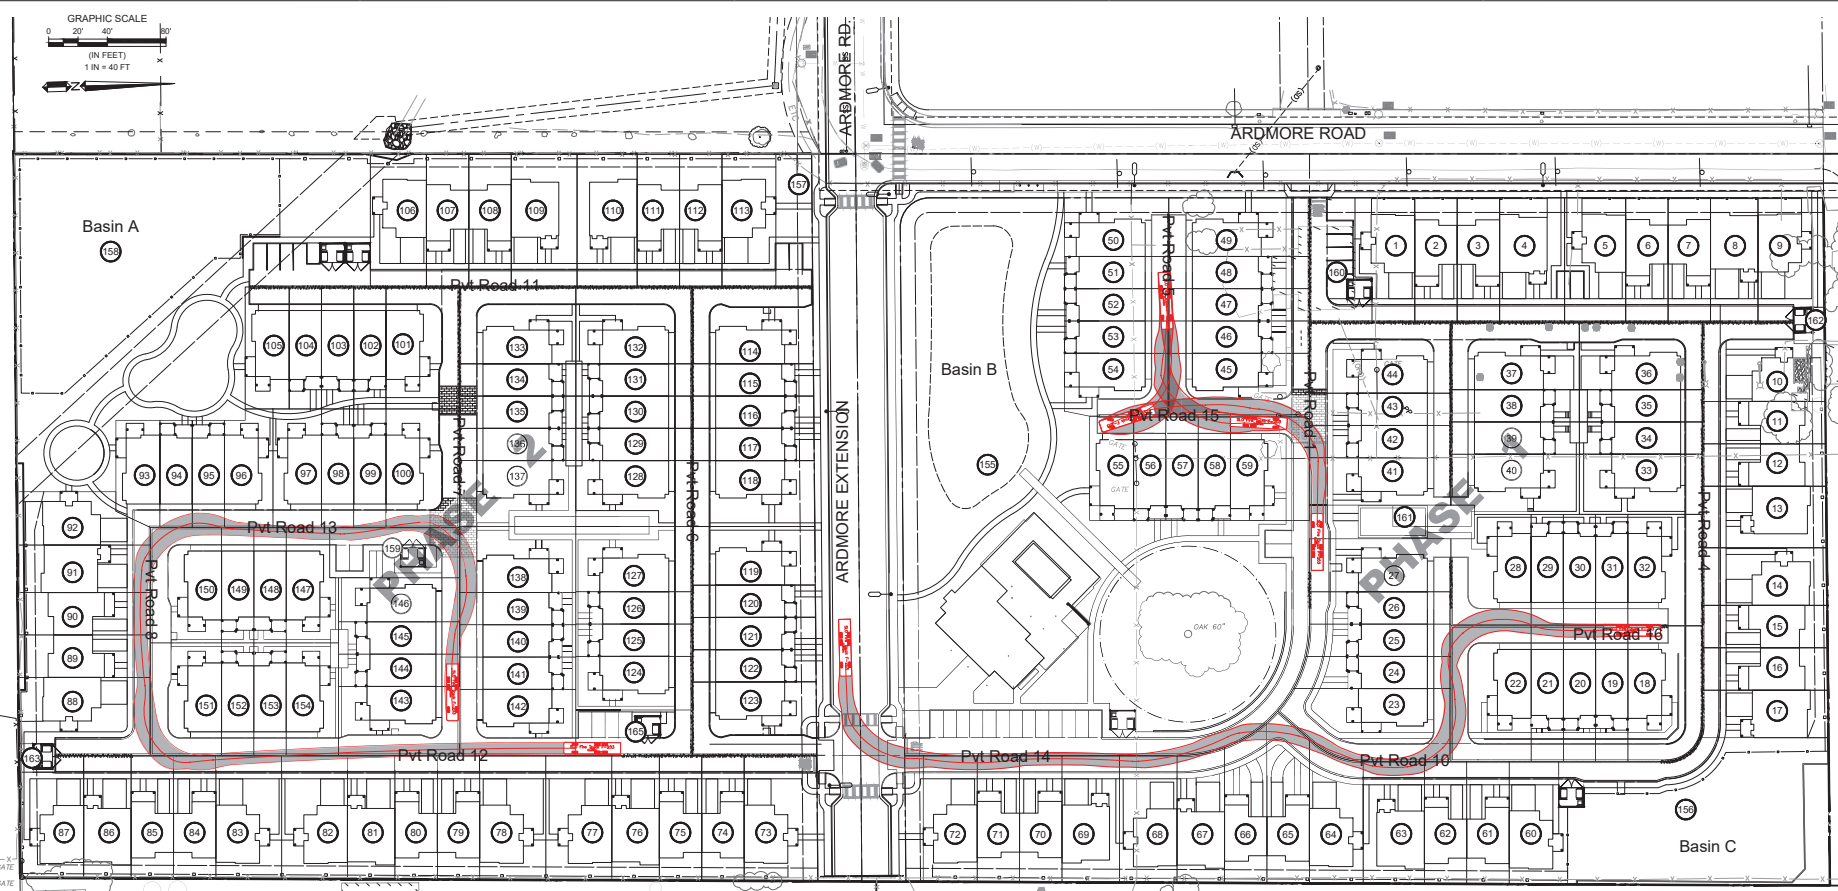 GRAPHIC SCALE
0 20' 40' 80'
(IN FEET)
1 IN = 40 FT
N
ARDMORE RD.
ARDMORE ROAD
Basin A
158
106 107 108 109 110 111 112 113
157
Pvt Road 11
105 104 103 102 101
133 132
134 131
135 130
136 129
137 128
114
115
116
117
118
Pvt Road 7
Pvt Road 6
PHASE 2
93 94 95 96 97 98 99 100
92
91
90
89
88
Pvt Road 13
159
Pvt Road 8
150 149 148 147
146
145
144
143
151 152 153 154
138 127
139 126
140 125
141 124
142
119
120
121
122
123
165
163
Pvt Road 12
87 86 85 84 83 82 81 80 79 78 77 76 75 74 73
ARDMORE EXTENSION
Basin B
155
50 49
51 48
52 47
53 46
54 45
Pvt Road 5
Pvt Road 15
55 56 57 58 59
GATE
GATE
OAK 60"
Pvt Road 1
160
1 2 3 4 5 6 7 8 9
162
44
43
42
41
37 36
38 35
39 34
40 33
10
11
12
13
14
15
16
17
161
PHASE 1
Pvt Road 4
28 29 30 31 32
27
26
25
24
23
Pvt Road 16
22 21 20 19 18
Pvt Road 14
Pvt Road 10
72 71 70 69 68 67 66 65 64 63 62 61 60
156
Basin C